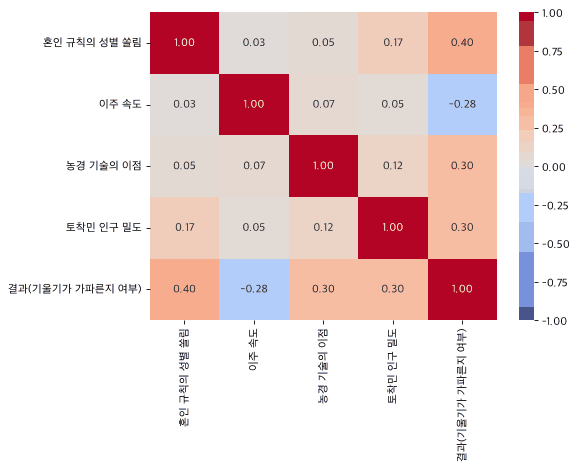 혼인 규칙의 성별 쏠림 1.00 0.03 0.05 0.17 0.40
이주 속도 0.03 1.00 0.07 0.05 -0.28
농경 기술의 이점 0.05 0.07 1.00 0.12 0.30
토착민 인구 밀도 0.17 0.05 0.12 1.00 0.30
결과(기울기가 가파른지 여부) 0.40 -0.28 0.30 0.30 1.00
혼인 규칙의 성별 쏠림
이주 속도
농경 기술의 이점
토착민 인구 밀도
결과(기울기가 가파른지 여부)
1.00
0.75
0.50
0.25
0.00
-0.25
-0.50
-0.75
-1.00